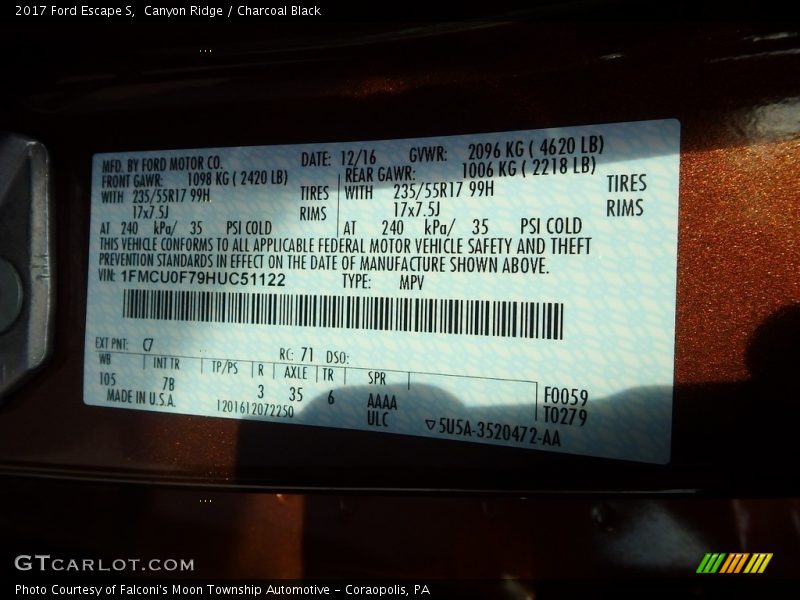 2017 Ford Escape S,  Canyon Ridge / Charcoal Black
MFD. BY FORD MOTOR CO. DATE: 12/16 GVWR: 2096 KG ( 4620 LB)
FRONT GAWR: 1098 KG ( 2420 LB) REAR GAWR: 1006 KG ( 2218 LB)
WITH 235/55R17 99H TIRES WITH 235/55R17 99H TIRES
17x7.5J RIMS 17x7.5J RIMS
AT 240 kPa/ 35 PSI COLD AT 240 kPa/ 35 PSI COLD
THIS VEHICLE CONFORMS TO ALL APPLICABLE FEDERAL MOTOR VEHICLE SAFETY AND THEFT
PREVENTION STANDARDS IN EFFECT ON THE DATE OF MANUFACTURE SHOWN ABOVE.
VIN: 1FMCU0F79HUC51122 TYPE: MPV
EXT PNT: C7 RC: 71 DSO:
WB INT TR TP/PS R AXLE TR SPR
105 7B 3 35 6 AAAA F0059
MADE IN U.S.A. 1201612072250 ULC T0279
▽5U5A-3520472-AA
GTCARLOT.COM
Photo Courtesy of Falconi's Moon Township Automotive – Coraopolis, PA